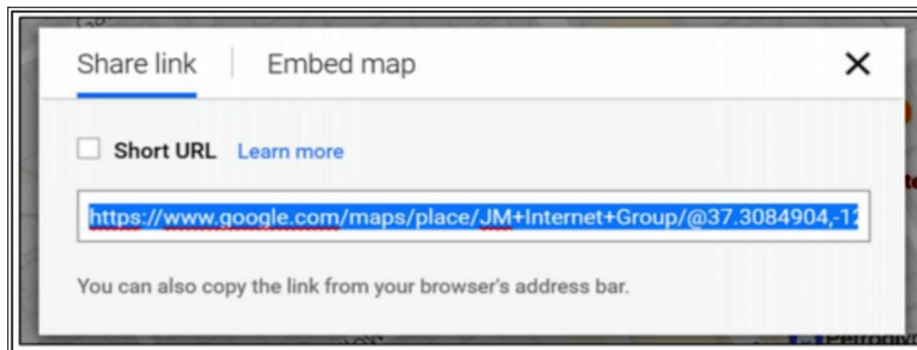 Share link Embed map
Short URL Learn more
https://www.google.com/maps/place/JM+Internet+Group/@37.3084904,-12
You can also copy the link from your browser's address bar.